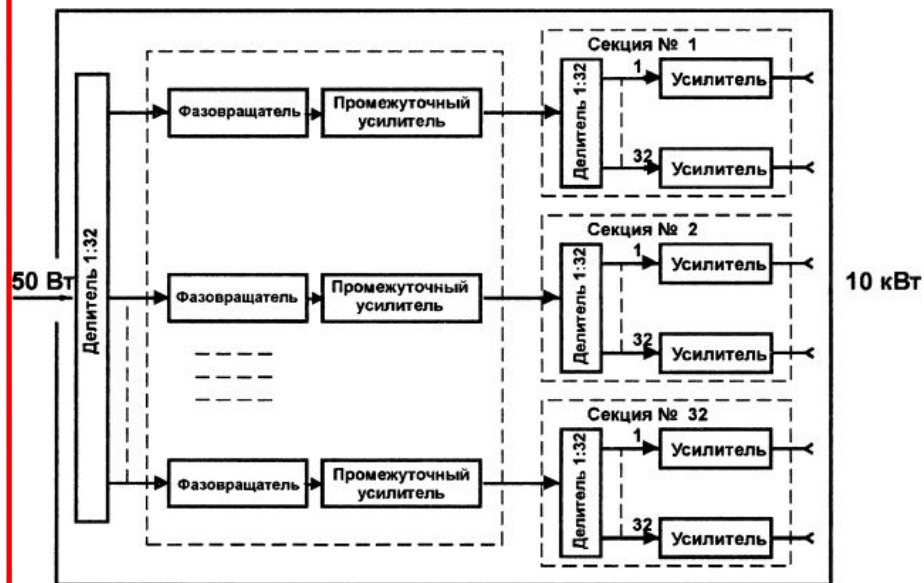 50 Вт
Делитель 1:32
Фазовращатель
Промежуточный
усилитель
Секция № 1
Делитель 1:32
1
Усилитель
32
Усилитель
Фазовращатель
Промежуточный
усилитель
Секция № 2
Делитель 1:32
1
Усилитель
32
Усилитель
10 кВт
Фазовращатель
Промежуточный
усилитель
Секция № 32
Делитель 1:32
1
Усилитель
32
Усилитель